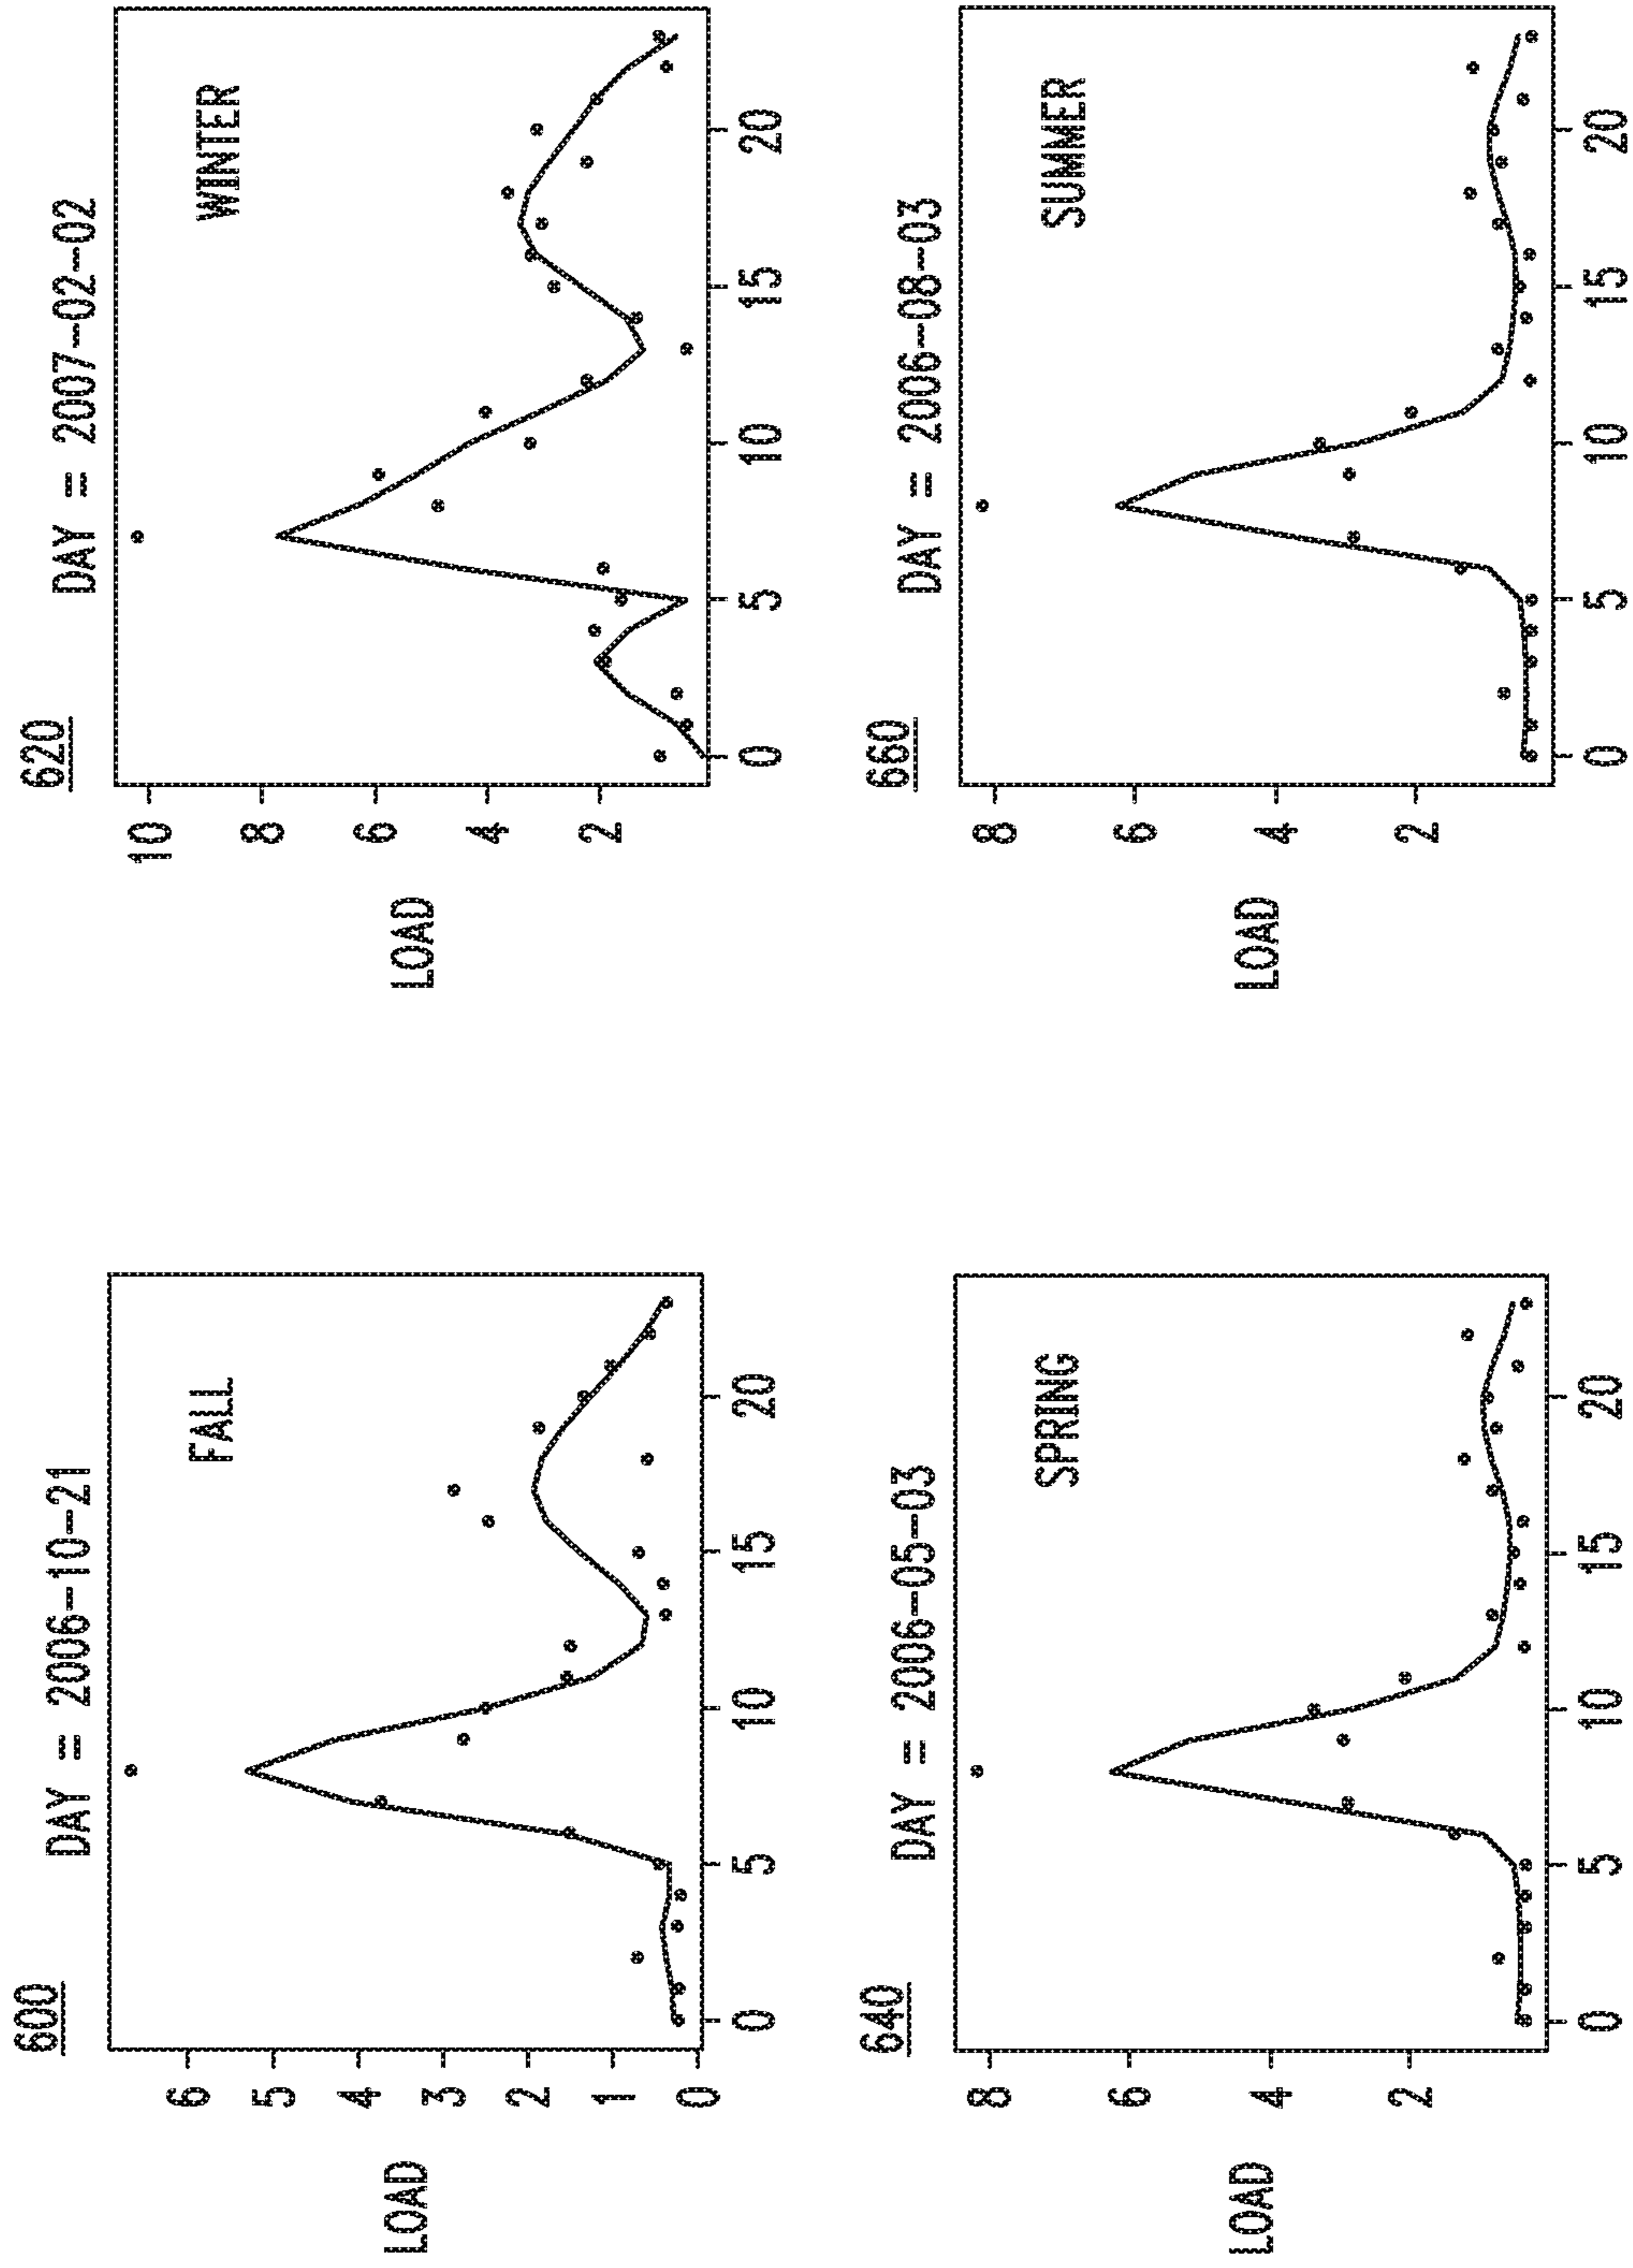 600
DAY = 2006-10-21
FALL
LOAD
6
5
4
3
2
1
0
0 5 10 15 20
620
DAY = 2007-02-02
WINTER
LOAD
10
8
6
4
2
0 5 10 15 20
640
DAY = 2006-05-03
SPRING
LOAD
8
6
4
2
0 5 10 15 20
660
DAY = 2006-08-03
SUMMER
LOAD
8
6
4
2
0 5 10 15 20